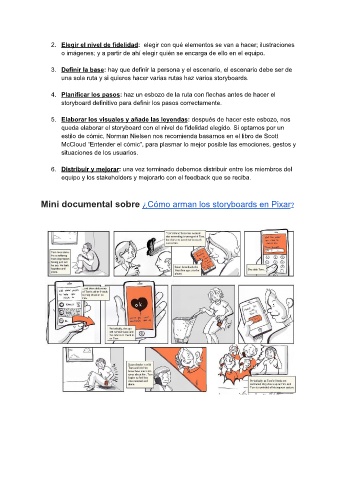 2. Elegir el nivel de fidelidad: elegir con qué elementos se van a hacer; ilustraciones
o imágenes; y a partir de ahí elegir quién se encarga de ello en el equipo.
3. Definir la base: hay que definir la persona y el escenario, el escenario debe ser de
una sola ruta y si quieres hacer varias rutas haz varios storyboards.
4. Planificar los pasos: haz un esbozo de la ruta con flechas antes de hacer el
storyboard definitivo para definir los pasos correctamente.
5. Elaborar los visuales y añade las leyendas: después de hacer este esbozo, nos
queda elaborar el storyboard con el nivel de fidelidad elegido. Si optamos por un
estilo de cómic, Norman Nielsen nos recomienda basarnos en el libro de Scott
McCloud "Entender el cómic", para plasmar lo mejor posible las emociones, gestos y
situaciones de los usuarios.
6. Distribuir y mejorar: una vez terminado debemos distribuir entre los miembros del
equipo y los stakeholders y mejorarlo con el feedback que se reciba.
Mini documental sobre ¿Cómo arman los storyboards en Pixar?